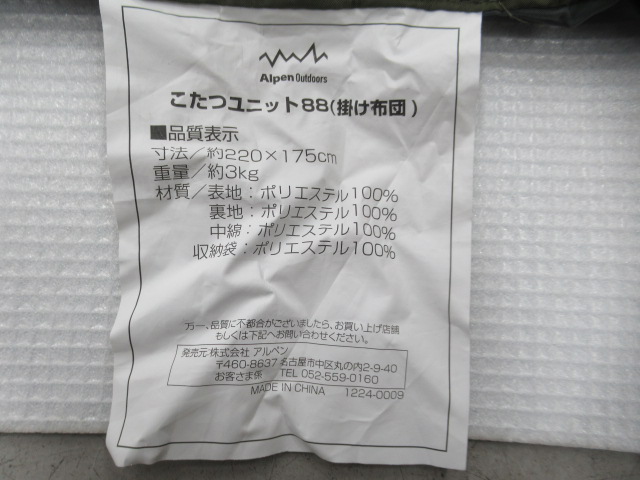 Alpen Outdoors
こたつユニット88(掛け布団)
■品質表示
寸法/約220×175cm
重量/約3kg
材質/表地:ポリエステル100%
裏地:ポリエステル100%
中綿:ポリエステル100%
収納袋:ポリエステル100%
万一、品質に不都合がございましたら、お買い上げ店舗
もしくは下記へお問い合わせください。
発売元 株式会社 アルペン
〒460-8637 名古屋市中区丸の内2-9-40
お客さま係 TEL 052-559-0160
MADE IN CHINA 1224-0009